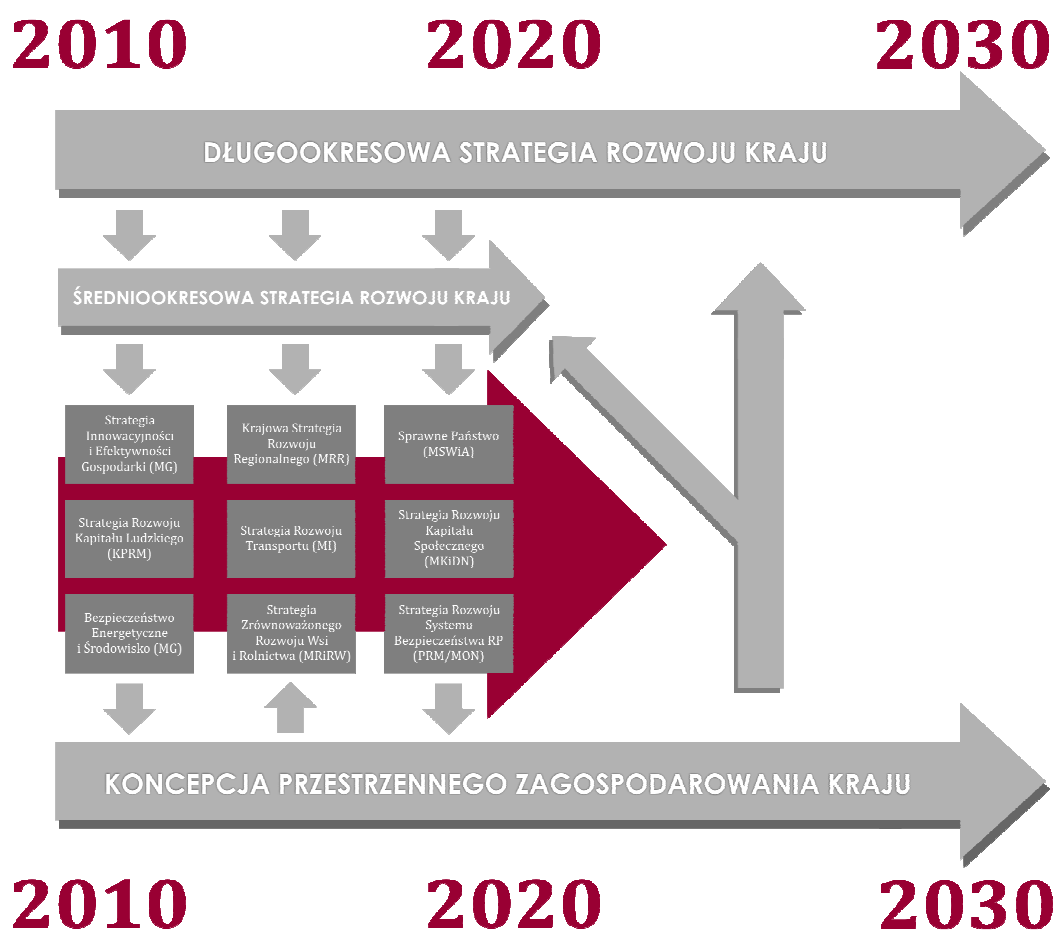 2010 2020 2030
DŁUGOOKRESOWA STRATEGIA ROZWOJU KRAJU
ŚREDNIOOKRESOWA STRATEGIA ROZWOJU KRAJU
Strategia
Innowacyjności
i Efektywności
Gospodarki (MG)
Krajowa Strategia
Rozwoju
Regionalnego (MRR)
Sprawne Państwo
(MSWiA)
Strategia Rozwoju
Kapitału Ludzkiego
(KPRM)
Strategia Rozwoju
Transportu (MI)
Strategia Rozwoju
Kapitału
Społecznego
(MKiDN)
Bezpieczeństwo
Energetyczne
i Środowisko (MG)
Strategia
Zrównoważonego
Rozwoju Wsi
i Rolnictwa (MRiRW)
Strategia Rozwoju
Systemu
Bezpieczeństwa RP
(PRM/MON)
KONCEPCJA PRZESTRZENNEGO ZAGOSPODAROWANIA KRAJU
2010 2020 2030